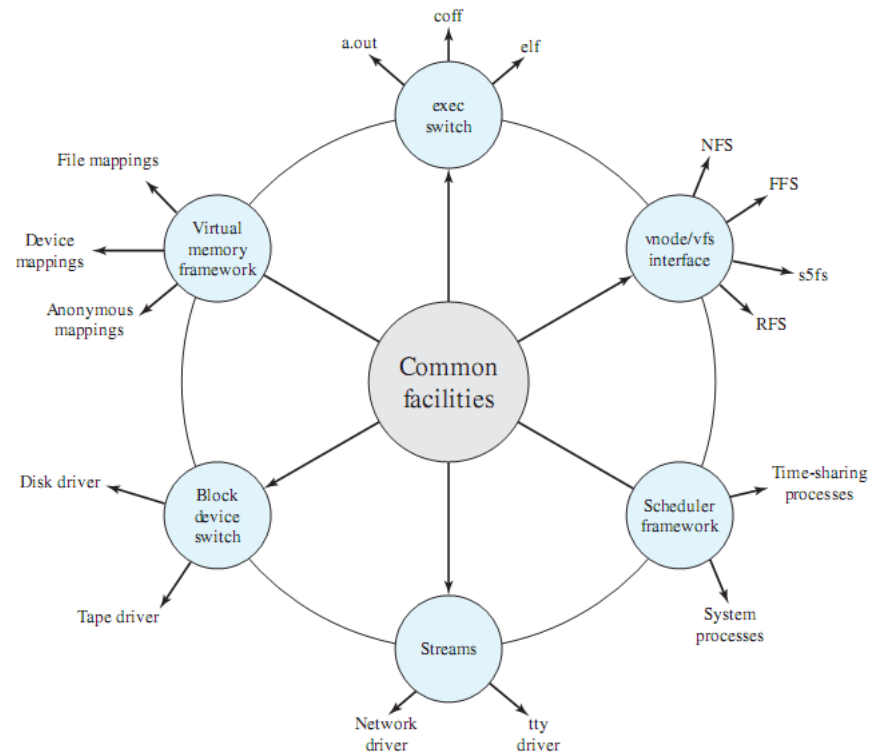 coff
a.out
elf
exec
switch
NFS
File mappings
FFS
Virtual
memory
framework
vnode/vfs
interface
Device
mappings
s5fs
Anonymous
mappings
RFS
Common
facilities
Disk driver
Block
device
switch
Time-sharing
processes
Scheduler
framework
Tape driver
System
processes
Streams
Network
driver
tty
driver